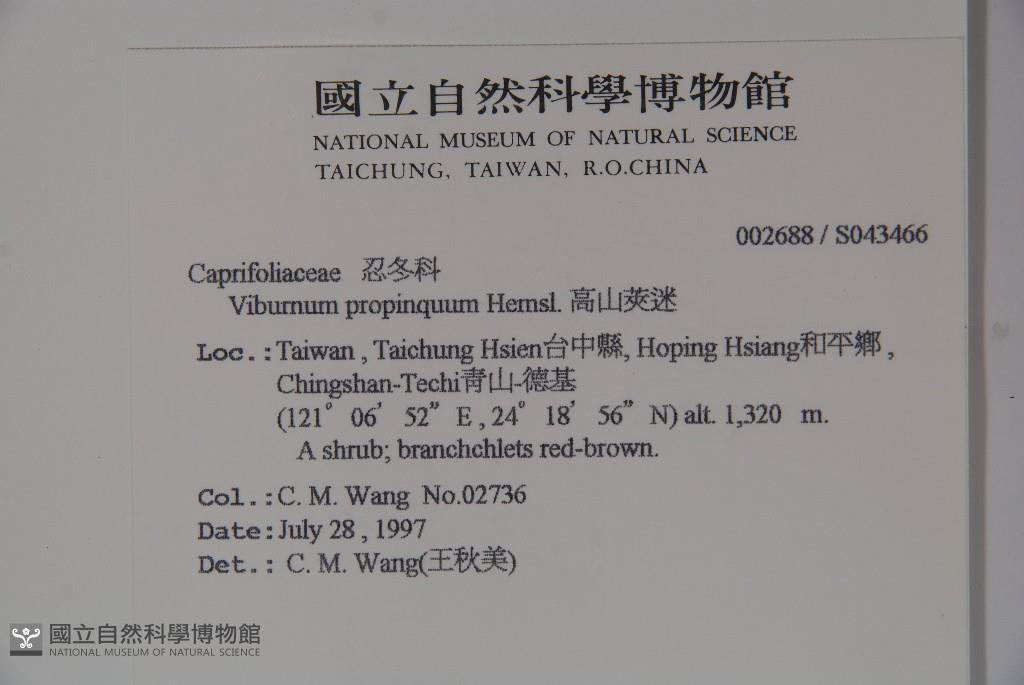 國立自然科學博物館
NATIONAL MUSEUM OF NATURAL SCIENCE
TAICHUNG, TAIWAN, R.O.CHINA
002688 / S043466
Caprifoliaceae 忍冬科
Viburnum propinquum Hemsl. 高山莢迷
Loc.:Taiwan , Taichung Hsien台中縣, Hoping Hsiang和平鄉 ,
Chingshan-Techi青山-德基
(121° 06’ 52” E , 24° 18’ 56” N) alt. 1,320 m.
A shrub; branchchlets red-brown.
Col.:C. M. Wang No.02736
Date:July 28 , 1997
Det.: C. M. Wang(王秋美)
國立自然科學博物館
NATIONAL MUSEUM OF NATURAL SCIENCE